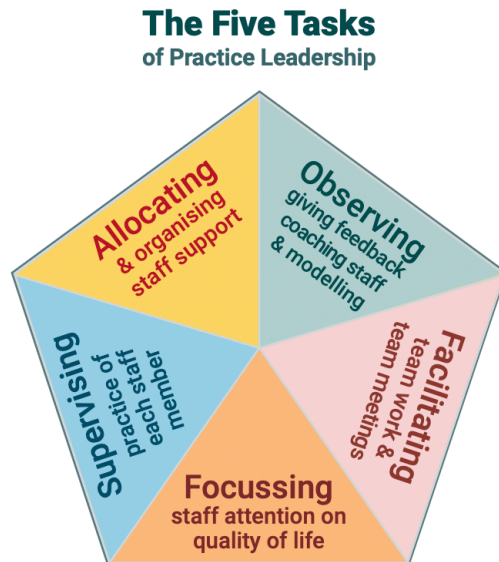 The Five Tasks
of Practice Leadership
Allocating
& organising
staff support
Observing
giving feedback
coaching staff
& modelling
Facilitating
team work &
team meetings
Focussing
staff attention on
quality of life
Supervising
practice of
each staff
member